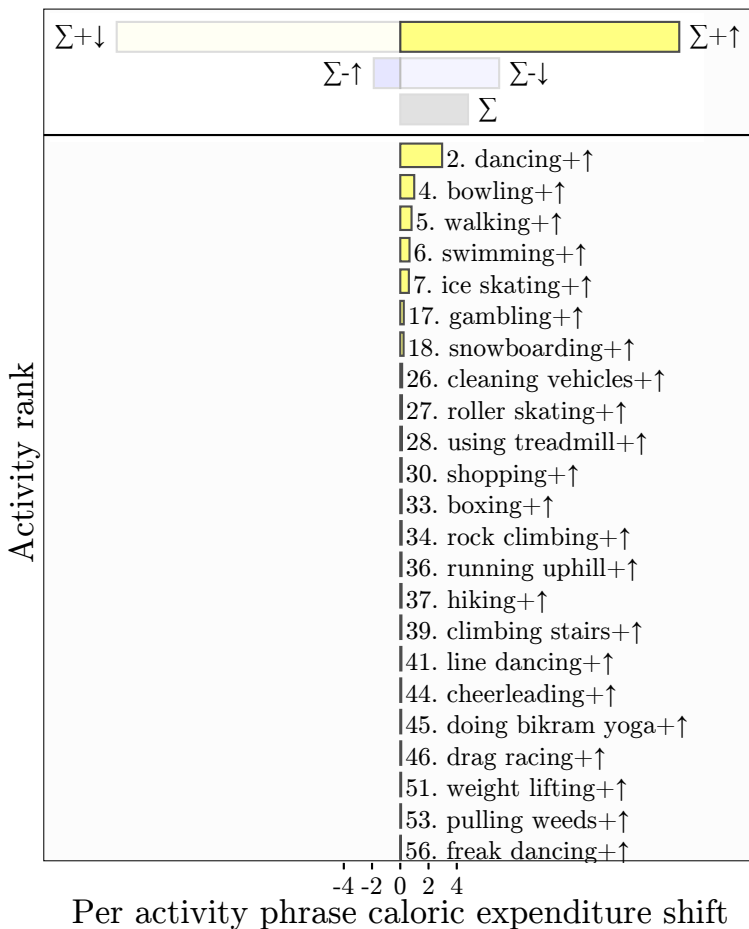 ∑+↓ ∑+↑
∑-↑ ∑-↓
∑
2. dancing+↑
4. bowling+↑
5. walking+↑
6. swimming+↑
7. ice skating+↑
17. gambling+↑
18. snowboarding+↑
26. cleaning vehicles+↑
27. roller skating+↑
28. using treadmill+↑
30. shopping+↑
33. boxing+↑
34. rock climbing+↑
36. running uphill+↑
37. hiking+↑
39. climbing stairs+↑
41. line dancing+↑
44. cheerleading+↑
45. doing bikram yoga+↑
46. drag racing+↑
51. weight lifting+↑
53. pulling weeds+↑
56. freak dancing+↑
Activity rank
-4 -2 0 2 4
Per activity phrase caloric expenditure shift